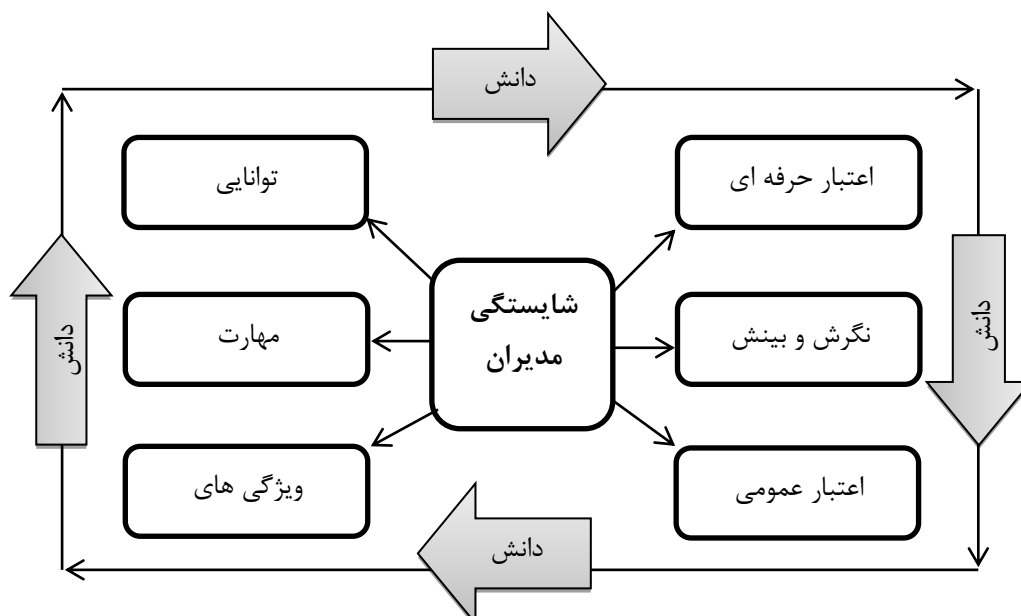 دانش
اعتبار حرفه ای
توانایی
شایستگی
مدیران
نگرش و بینش
مهارت
دانش
دانش
اعتبار عمومی
ویژگی های
دانش